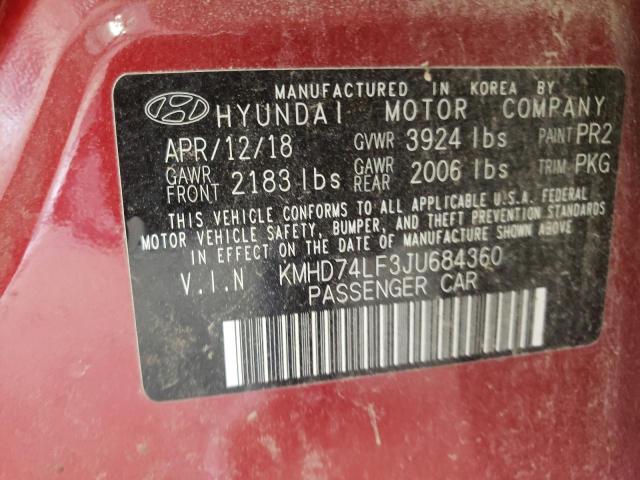 MANUFACTURED IN KOREA BY
HYUNDAI MOTOR COMPANY
APR/12/18 GVWR 3924 lbs PAINT PR2
GAWR FRONT 2183 lbs GAWR REAR 2006 lbs TRIM PKG
THIS VEHICLE CONFORMS TO ALL APPLICABLE U.S.A. FEDERAL
MOTOR VEHICLE SAFETY, BUMPER, AND THEFT PREVENTION STANDARDS
IN EFFECT ON THE DATE OF MANUFACTURE SHOWN ABOVE.
V.I.N KMHD74LF3JU684360
PASSENGER CAR